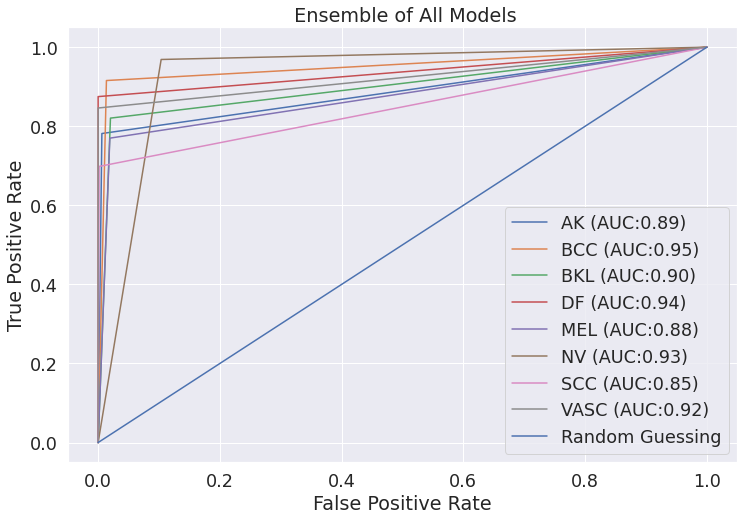 Ensemble of All Models
True Positive Rate
1.0
0.8
0.6
0.4
0.2
0.0
AK (AUC:0.89)
BCC (AUC:0.95)
BKL (AUC:0.90)
DF (AUC:0.94)
MEL (AUC:0.88)
NV (AUC:0.93)
SCC (AUC:0.85)
VASC (AUC:0.92)
Random Guessing
0.0 0.2 0.4 0.6 0.8 1.0
False Positive Rate